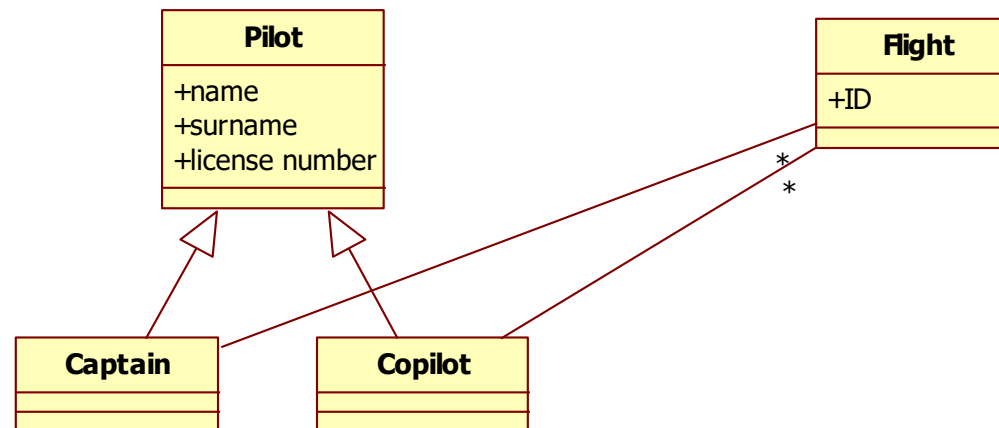 Pilot
+name
+surname
+license number
Flight
+ID
*
*
Captain
Copilot